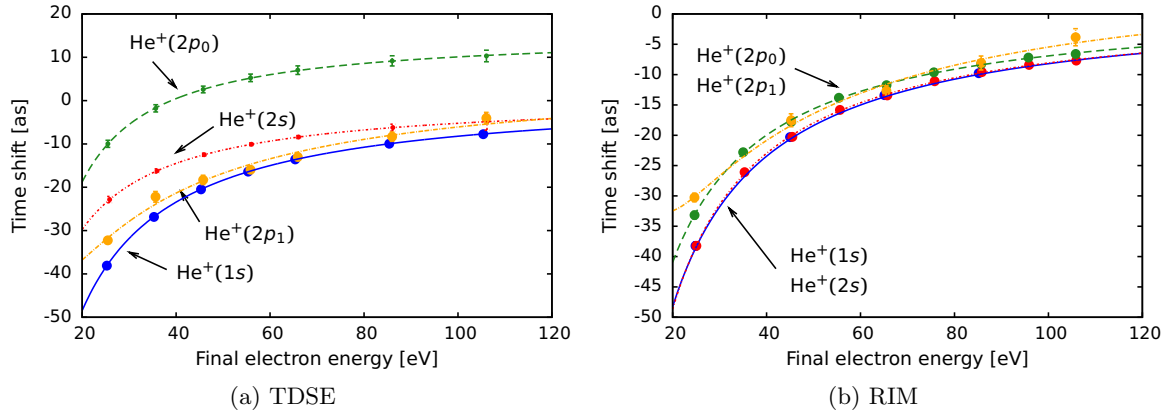 10
0
-10
-20
-30
-40
-50
20 40 60 80 100 120
Time shift [as]
Final electron energy [eV]
He⁺(2p₀)
He⁺(2s)
He⁺(2p₁)
He⁺(1s)
(a) TDSE
0
-5
-10
-15
-20
-25
-30
-35
-40
-45
-50
20 40 60 80 100 120
Time shift [as]
Final electron energy [eV]
He⁺(2p₀)
He⁺(2p₁)
He⁺(1s)
He⁺(2s)
(b) RIM